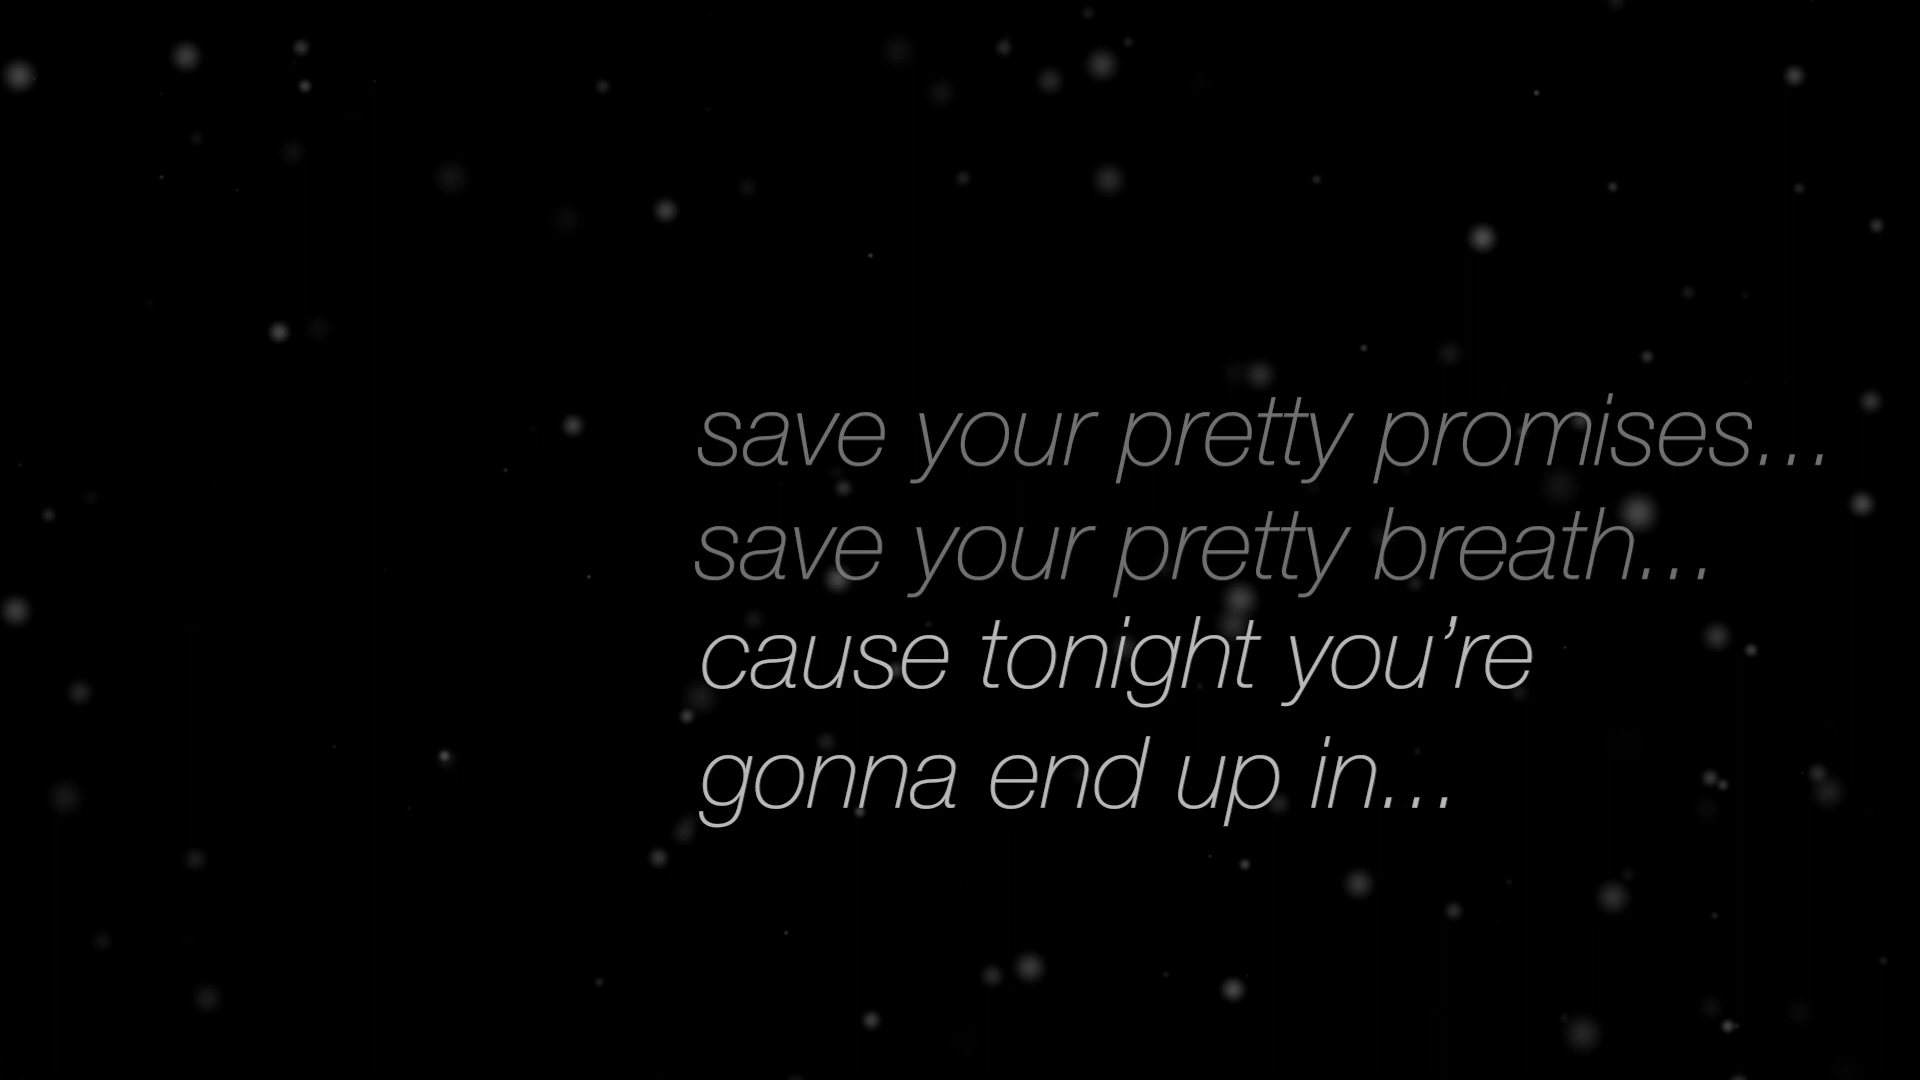 save your pretty promises...
save your pretty breath...
cause tonight you’re
gonna end up in...